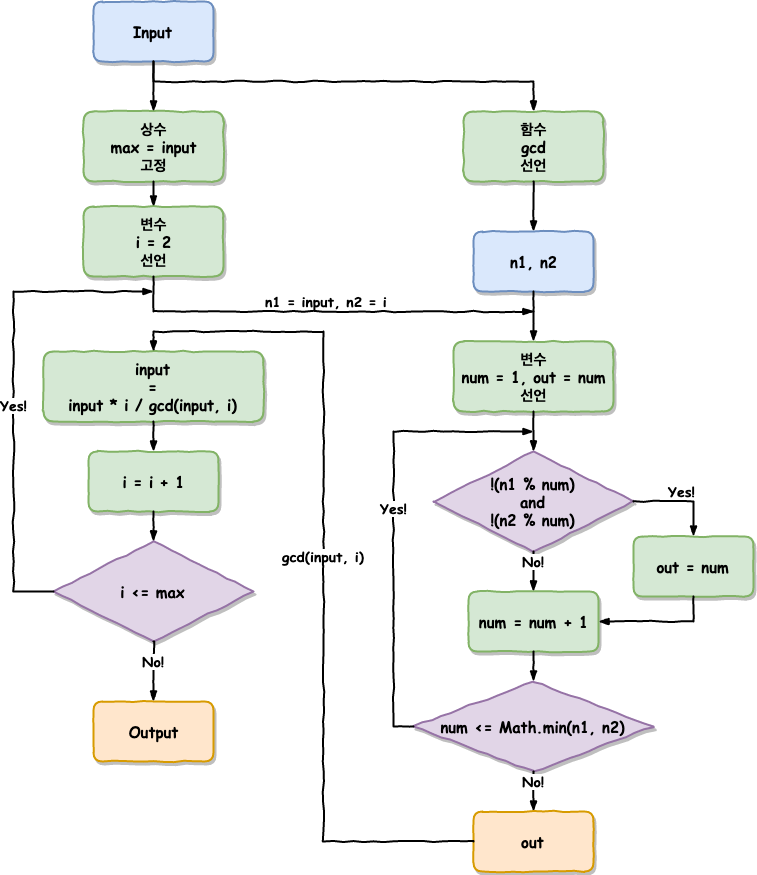 Input
상수
max = input
고정
변수
i = 2
선언
n1 = input, n2 = i
input
=
input * i / gcd(input, i)
Yes!
i = i + 1
i <= max
No!
Output
gcd(input, i)
함수
gcd
선언
n1, n2
변수
num = 1, out = num
선언
!(n1 % num)
and
!(n2 % num)
Yes!
Yes!
No!
out = num
num = num + 1
num <= Math.min(n1, n2)
No!
out